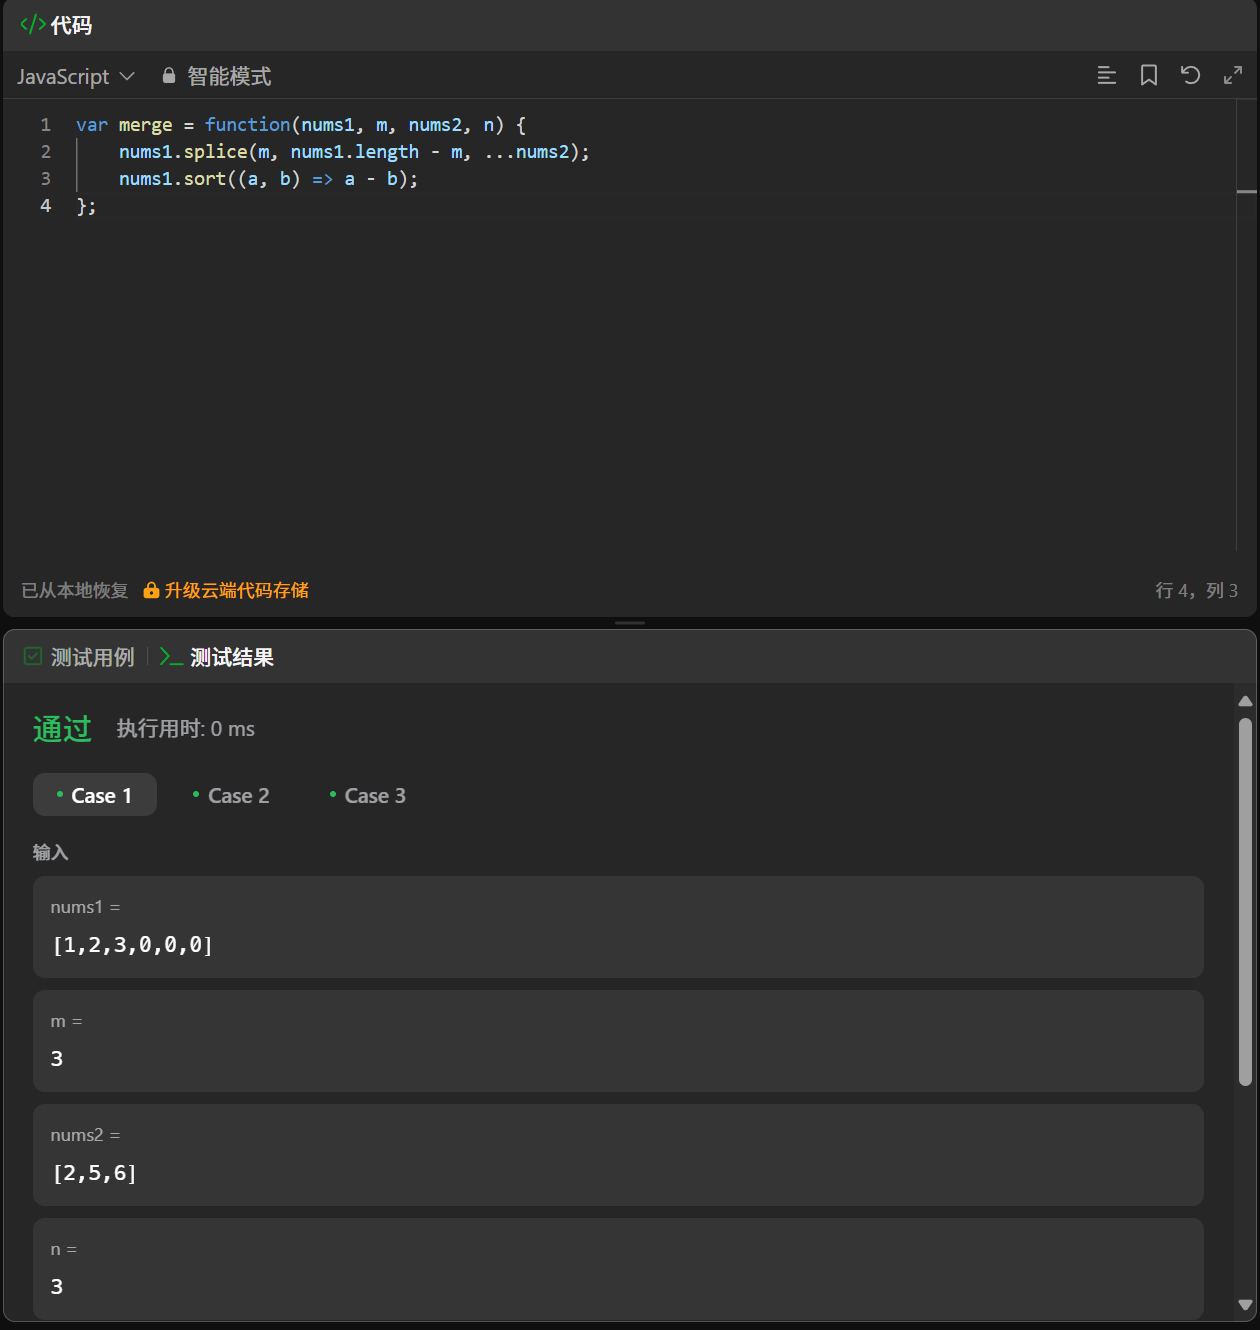 </> 代码
JavaScript 智能模式
1 var merge = function(nums1, m, nums2, n) {
2     nums1.splice(m, nums1.length - m, ...nums2);
3     nums1.sort((a, b) => a - b);
4 };
已从本地恢复 升级云端代码存储 行 4，列 3
测试用例 >_ 测试结果
通过 执行用时: 0 ms
• Case 1 • Case 2 • Case 3
输入
nums1 =
[1,2,3,0,0,0]
m =
3
nums2 =
[2,5,6]
n =
3